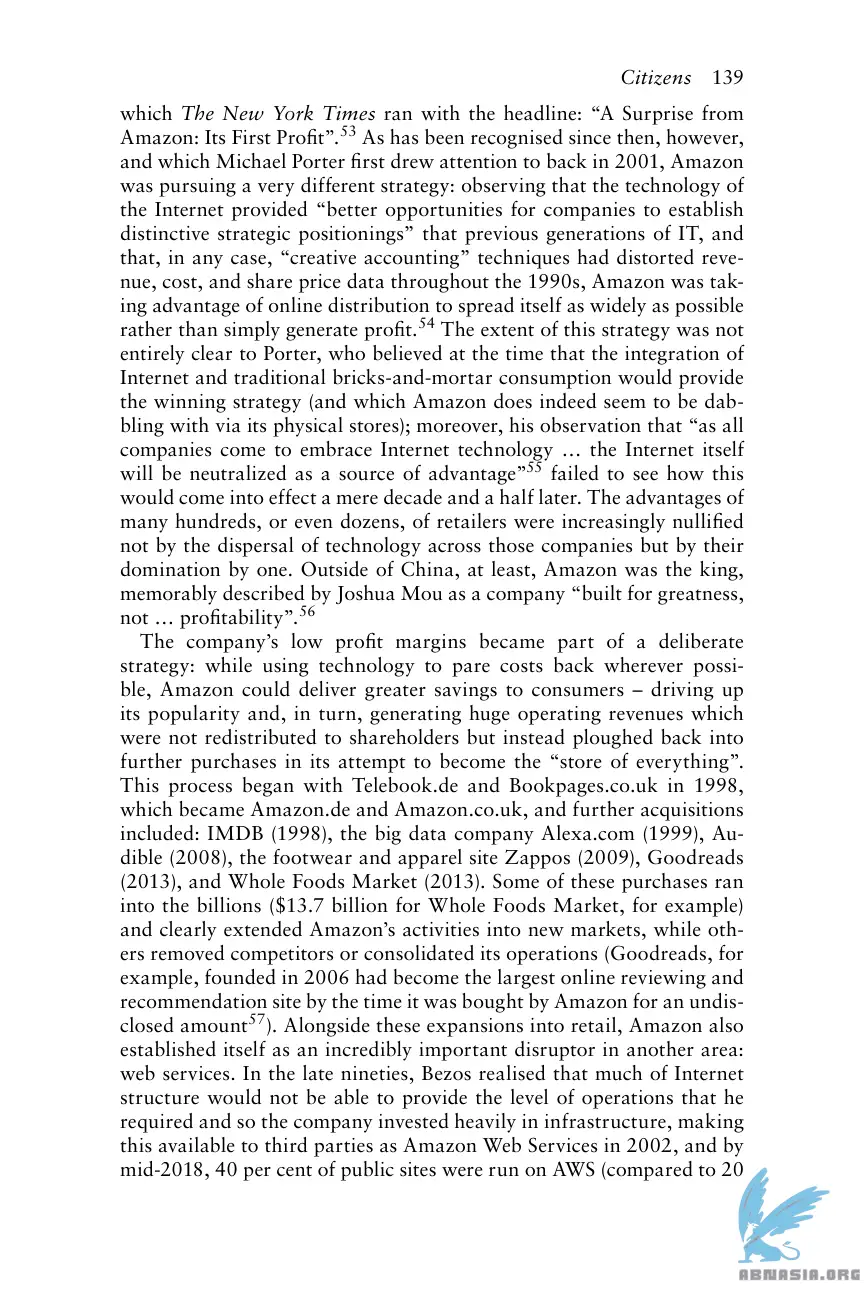 Citizens 139
which The New York Times ran with the headline: “A Surprise from
Amazon: Its First Profit”.53 As has been recognised since then, however,
and which Michael Porter first drew attention to back in 2001, Amazon
was pursuing a very different strategy: observing that the technology of
the Internet provided “better opportunities for companies to establish
distinctive strategic positionings” that previous generations of IT, and
that, in any case, “creative accounting” techniques had distorted reve-
nue, cost, and share price data throughout the 1990s, Amazon was tak-
ing advantage of online distribution to spread itself as widely as possible
rather than simply generate profit.54 The extent of this strategy was not
entirely clear to Porter, who believed at the time that the integration of
Internet and traditional bricks-and-mortar consumption would provide
the winning strategy (and which Amazon does indeed seem to be dab-
bling with via its physical stores); moreover, his observation that “as all
companies come to embrace Internet technology … the Internet itself
will be neutralized as a source of advantage”55 failed to see how this
would come into effect a mere decade and a half later. The advantages of
many hundreds, or even dozens, of retailers were increasingly nullified
not by the dispersal of technology across those companies but by their
domination by one. Outside of China, at least, Amazon was the king,
memorably described by Joshua Mou as a company “built for greatness,
not … profitability”.56
The company’s low profit margins became part of a deliberate
strategy: while using technology to pare costs back wherever possi-
ble, Amazon could deliver greater savings to consumers – driving up
its popularity and, in turn, generating huge operating revenues which
were not redistributed to shareholders but instead ploughed back into
further purchases in its attempt to become the “store of everything”.
This process began with Telebook.de and Bookpages.co.uk in 1998,
which became Amazon.de and Amazon.co.uk, and further acquisitions
included: IMDB (1998), the big data company Alexa.com (1999), Au-
dible (2008), the footwear and apparel site Zappos (2009), Goodreads
(2013), and Whole Foods Market (2013). Some of these purchases ran
into the billions ($13.7 billion for Whole Foods Market, for example)
and clearly extended Amazon’s activities into new markets, while oth-
ers removed competitors or consolidated its operations (Goodreads, for
example, founded in 2006 had become the largest online reviewing and
recommendation site by the time it was bought by Amazon for an undis-
closed amount57). Alongside these expansions into retail, Amazon also
established itself as an incredibly important disruptor in another area:
web services. In the late nineties, Bezos realised that much of Internet
structure would not be able to provide the level of operations that he
required and so the company invested heavily in infrastructure, making
this available to third parties as Amazon Web Services in 2002, and by
mid-2018, 40 per cent of public sites were run on AWS (compared to 20
ABNASIA.ORG